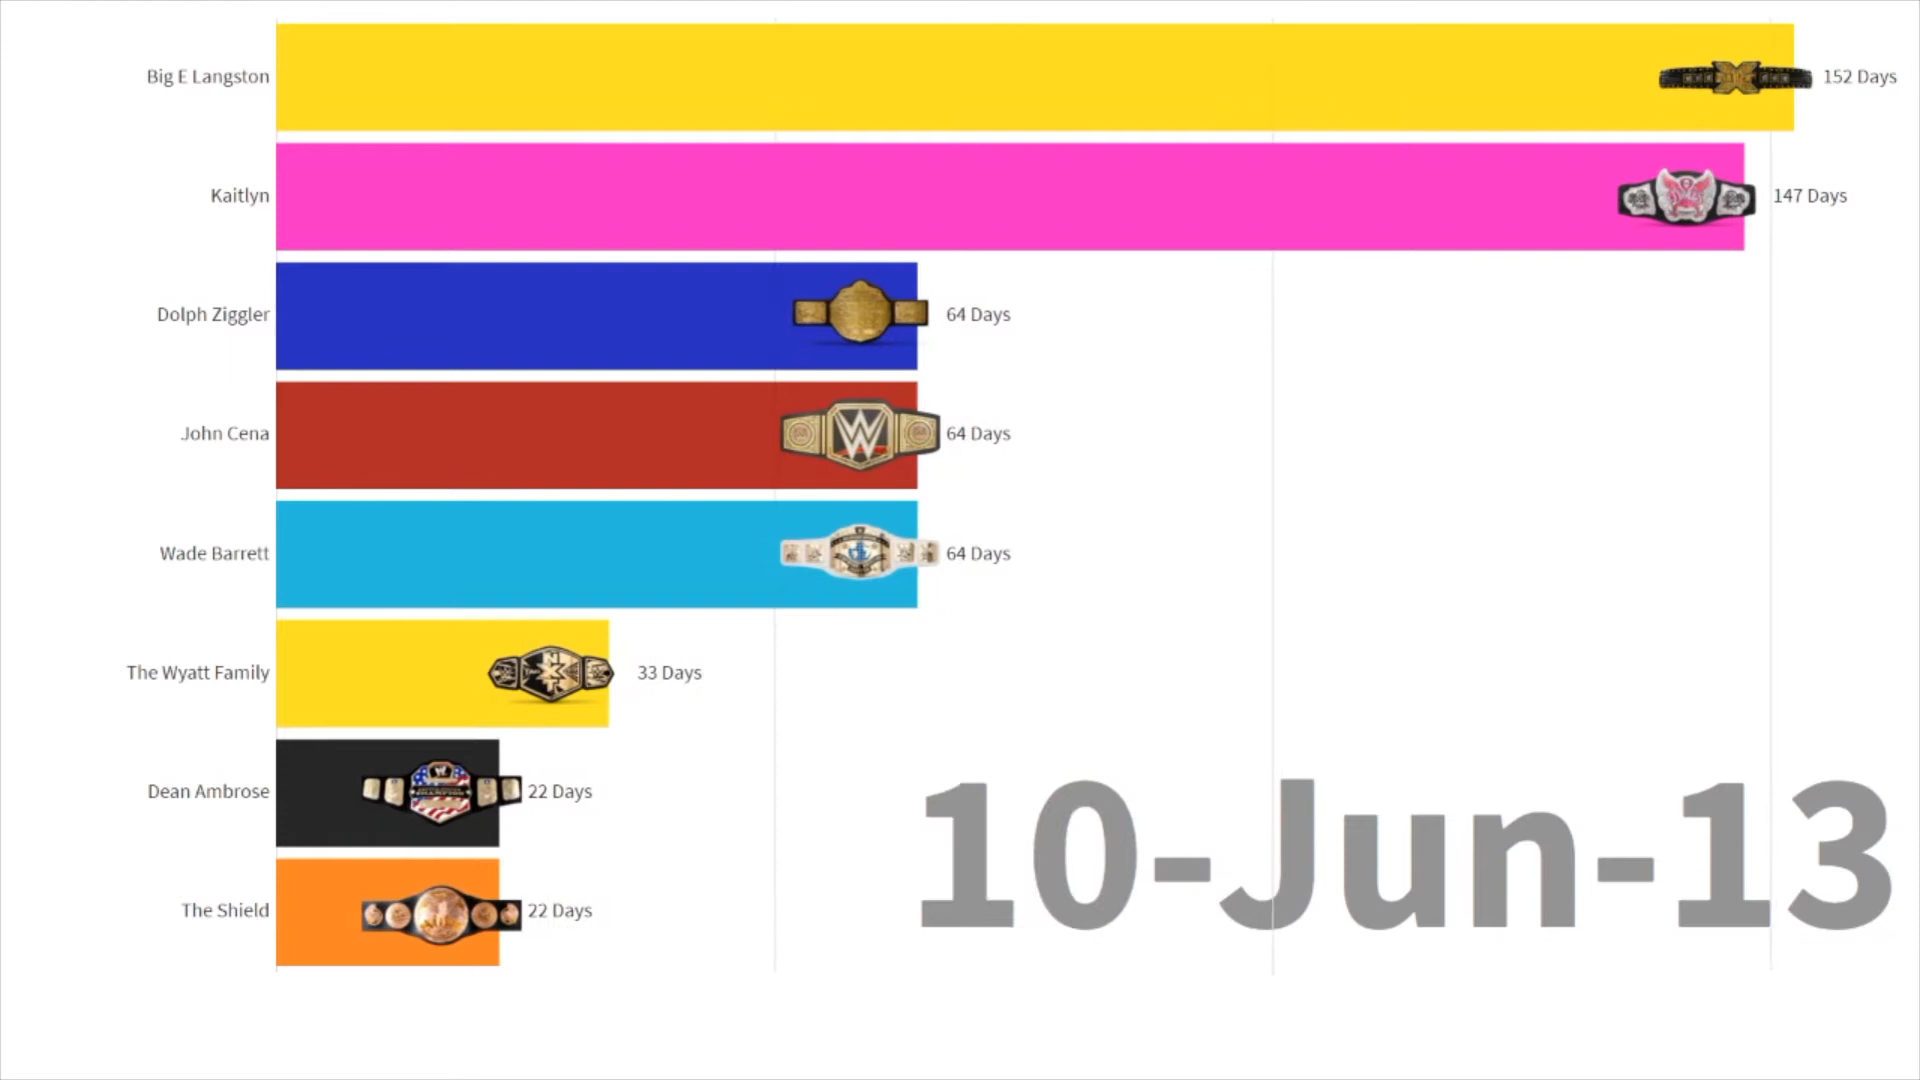 Big E Langston 152 Days
Kaitlyn 147 Days
Dolph Ziggler 64 Days
John Cena 64 Days
Wade Barrett 64 Days
The Wyatt Family 33 Days
Dean Ambrose 22 Days
The Shield 22 Days
10-Jun-13